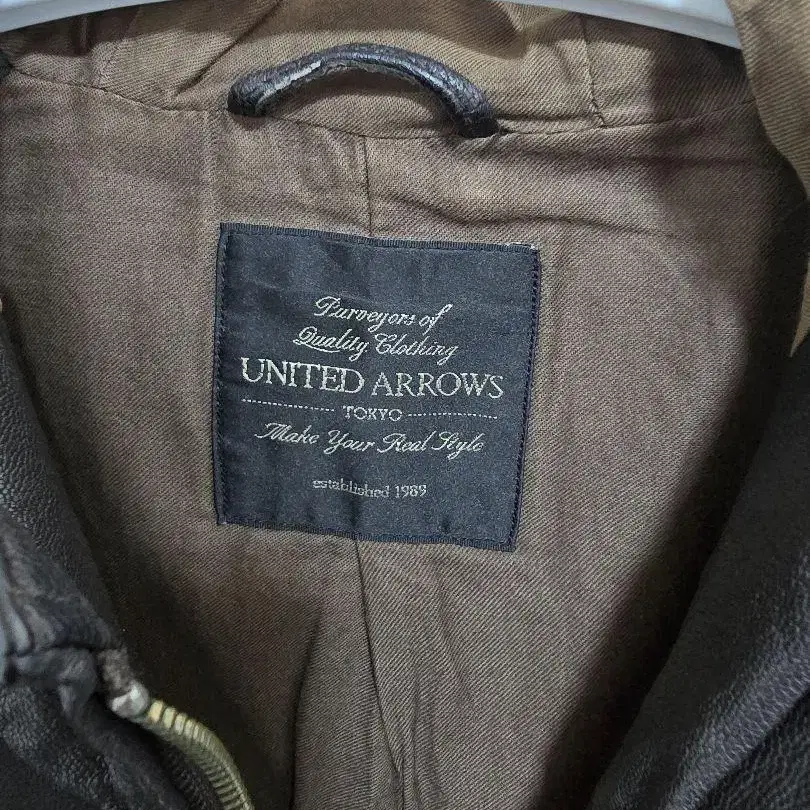 Purveyors of
Quality Clothing
UNITED ARROWS
TOKYO
Make Your Real Style
established 1989